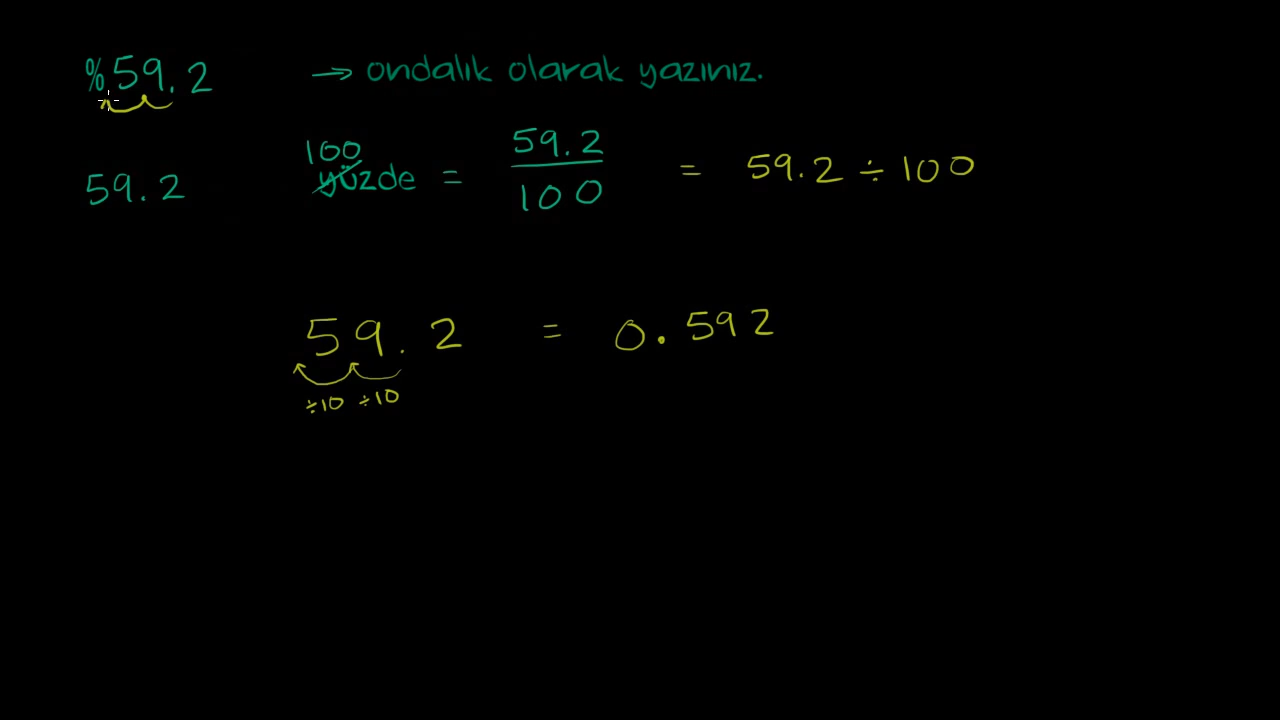 %59.2 → ondalık olarak yazınız.
100
59.2 yüzde = 59.2/100 = 59.2 ÷ 100
59.2 = 0.592
÷10 ÷10